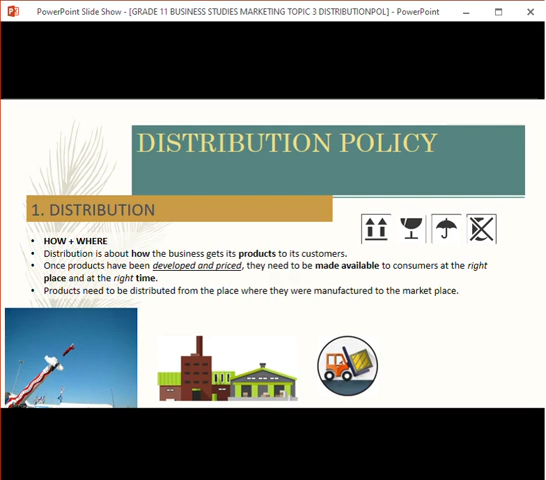 PowerPoint Slide Show - [GRADE 11 BUSINESS STUDIES MARKETING TOPIC 3 DISTRIBUTIONPOL] - PowerPoint
DISTRIBUTION POLICY
1. DISTRIBUTION
• HOW + WHERE
• Distribution is about how the business gets its products to its customers.
• Once products have been developed and priced, they need to be made available to consumers at the right
place and at the right time.
• Products need to be distributed from the place where they were manufactured to the market place.